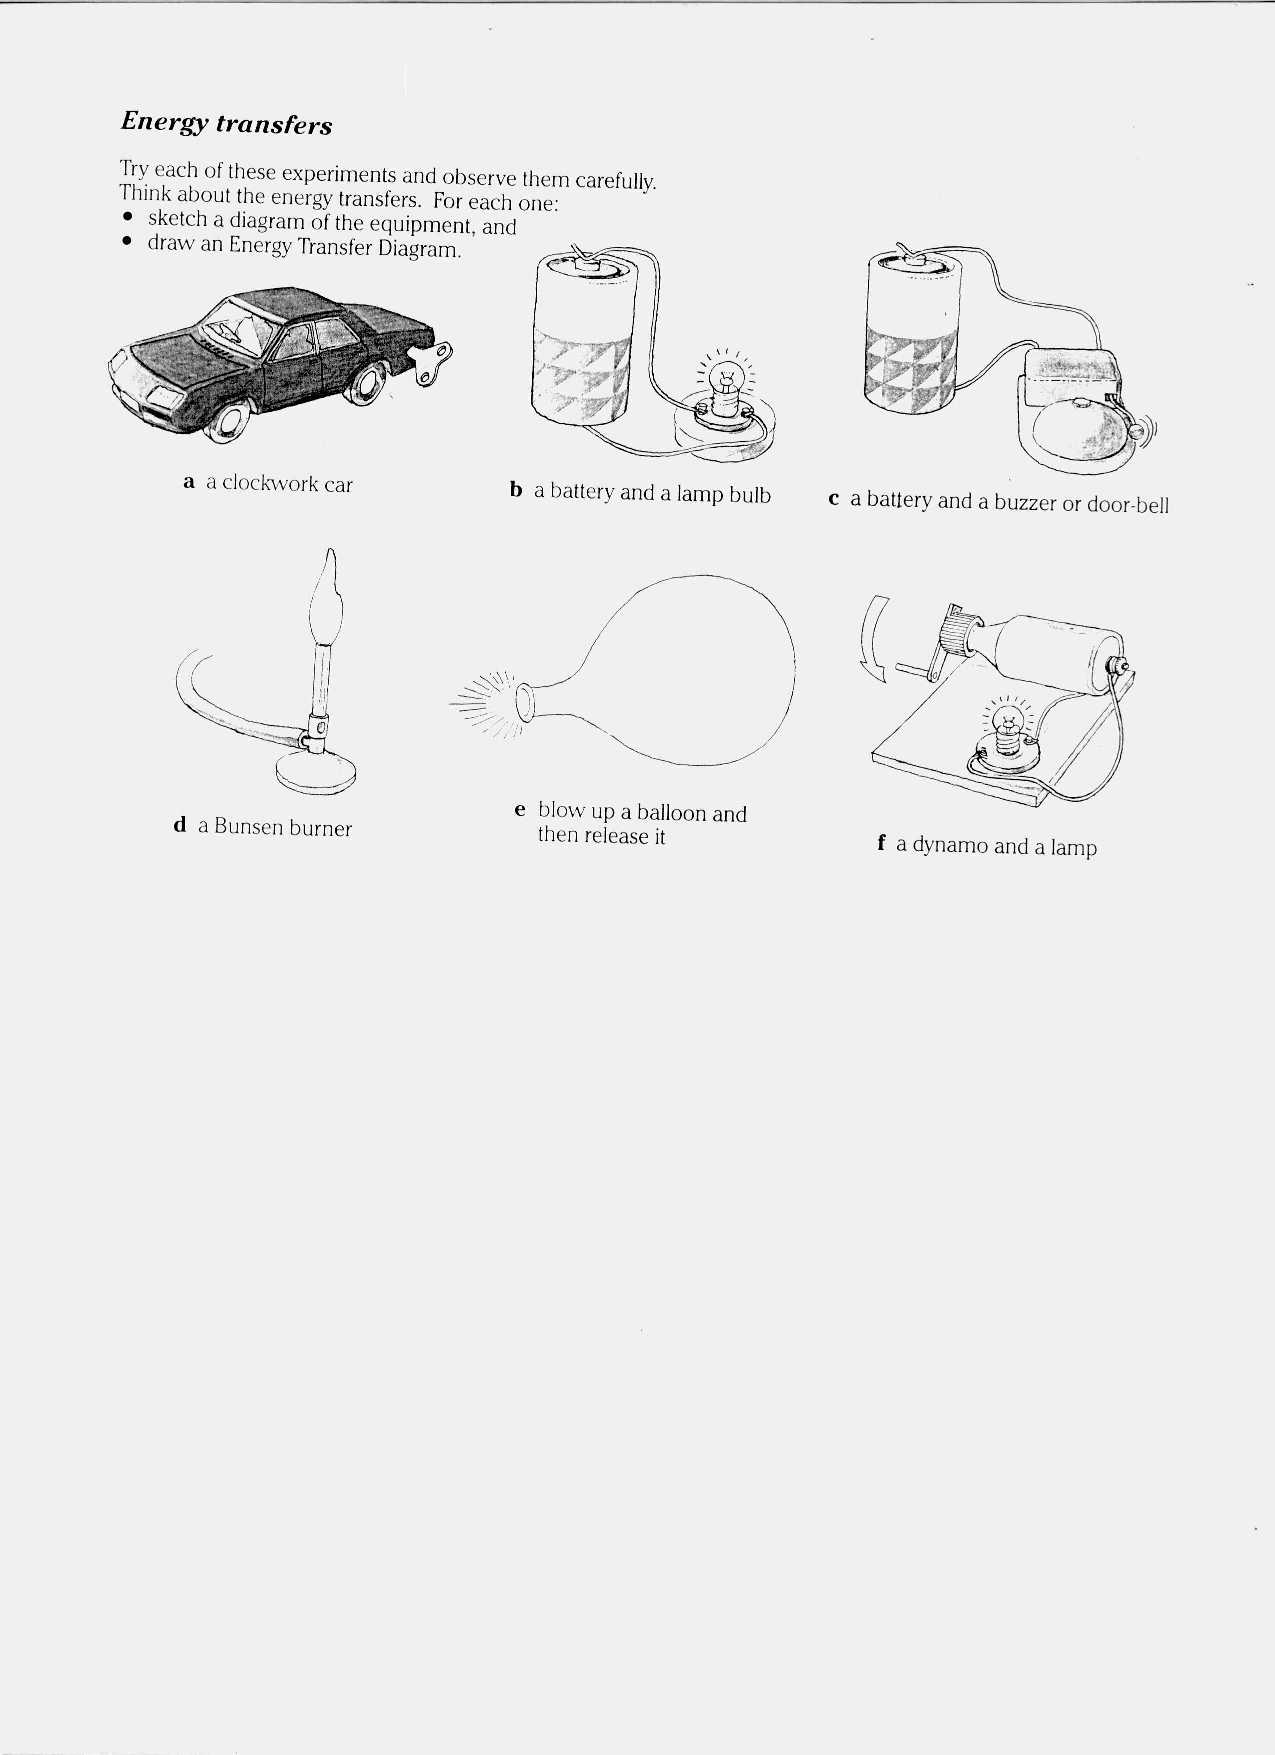 Energy transfers
Try each of these experiments and observe them carefully.
Think about the energy transfers. For each one:
• sketch a diagram of the equipment, and
• draw an Energy Transfer Diagram.
a a clockwork car
b a battery and a lamp bulb
c a battery and a buzzer or door-bell
d a Bunsen burner
e blow up a balloon and
then release it
f a dynamo and a lamp